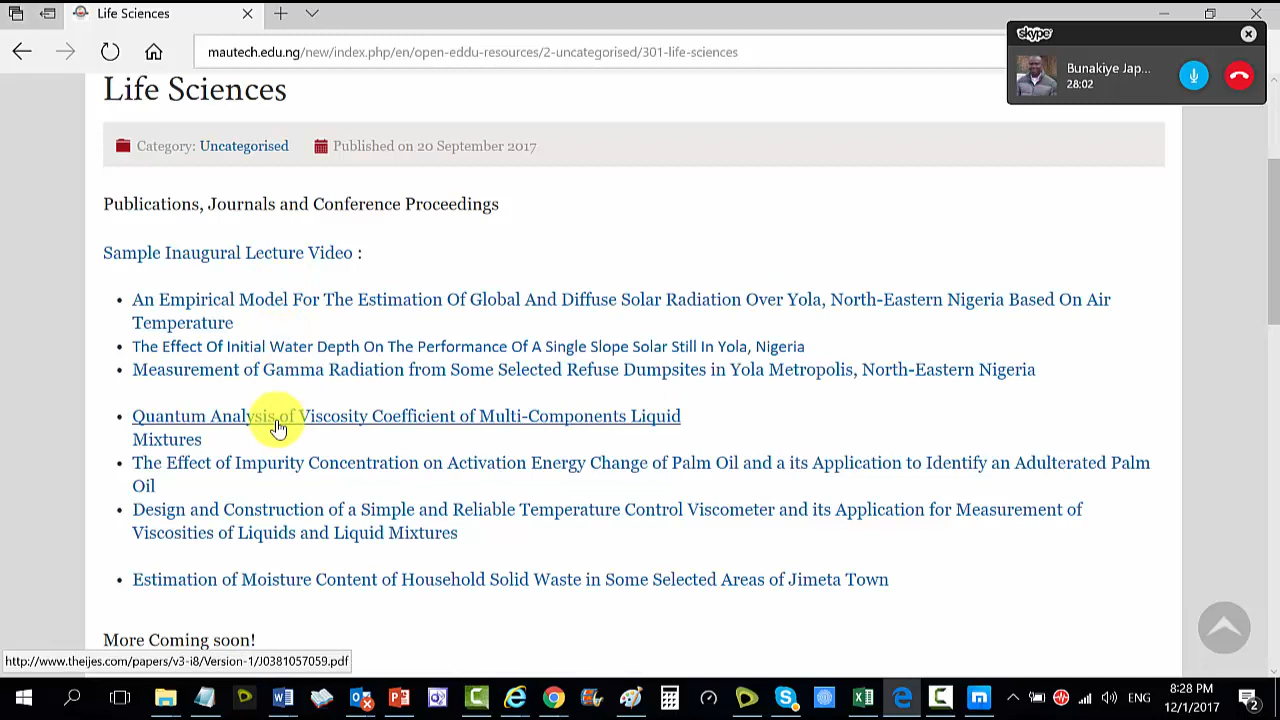 Life Sciences
mautech.edu.ng/new/index.php/en/open-eddu-resources/2-uncategorised/301-life-sciences
skype
Bunakiye Jap...
28:02
Life Sciences
Category: Uncategorised Published on 20 September 2017
Publications, Journals and Conference Proceedings
Sample Inaugural Lecture Video :
• An Empirical Model For The Estimation Of Global And Diffuse Solar Radiation Over Yola, North-Eastern Nigeria Based On Air
Temperature
• The Effect Of Initial Water Depth On The Performance Of A Single Slope Solar Still In Yola, Nigeria
• Measurement of Gamma Radiation from Some Selected Refuse Dumpsites in Yola Metropolis, North-Eastern Nigeria
• Quantum Analysis of Viscosity Coefficient of Multi-Components Liquid
Mixtures
• The Effect of Impurity Concentration on Activation Energy Change of Palm Oil and a its Application to Identify an Adulterated Palm
Oil
• Design and Construction of a Simple and Reliable Temperature Control Viscometer and its Application for Measurement of
Viscosities of Liquids and Liquid Mixtures
• Estimation of Moisture Content of Household Solid Waste in Some Selected Areas of Jimeta Town
More Coming soon!
http://www.theijes.com/papers/v3-i8/Version-1/J0381057059.pdf
ENG
8:28 PM
12/1/2017
2